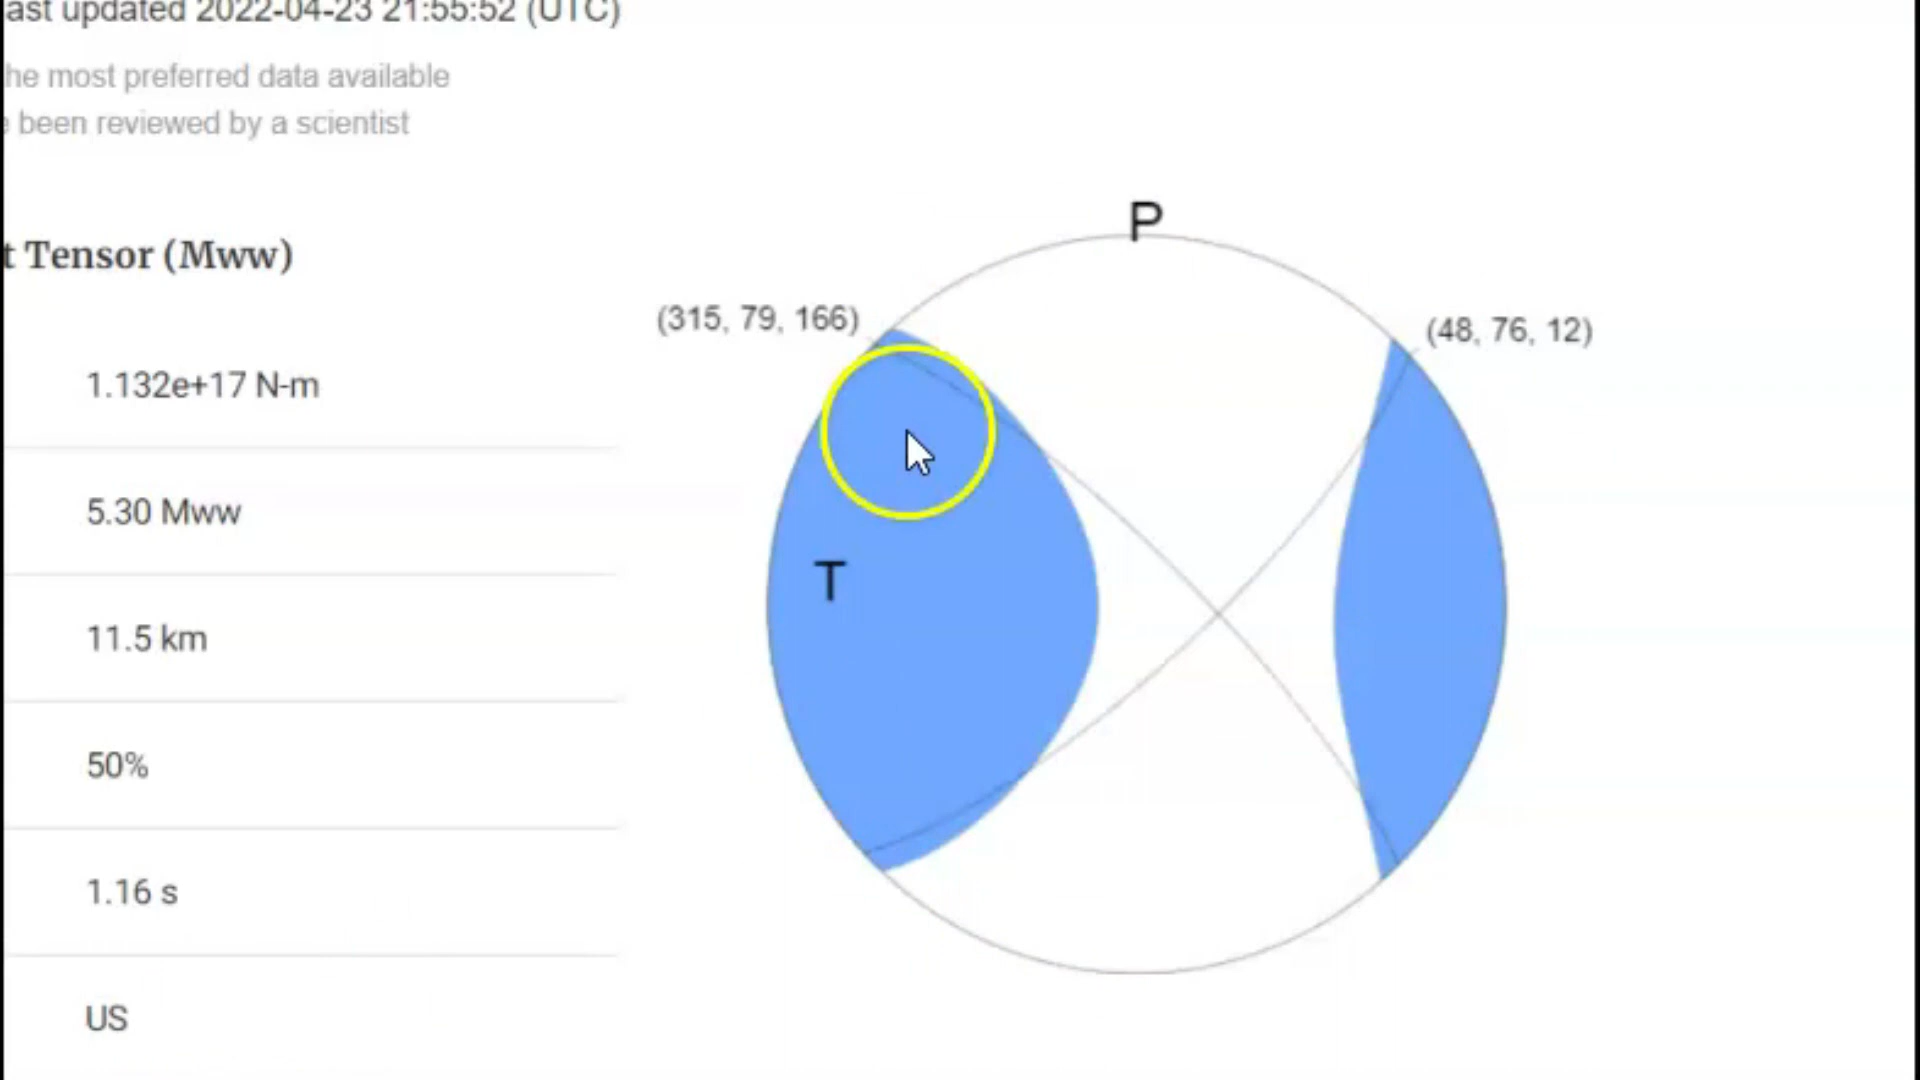 ast updated 2022-04-23 21:55:52 (UTC)
he most preferred data available
e been reviewed by a scientist
t Tensor (Mww)
1.132e+17 N-m
5.30 Mww
11.5 km
50%
1.16 s
US
P
(315, 79, 166)
(48, 76, 12)
T